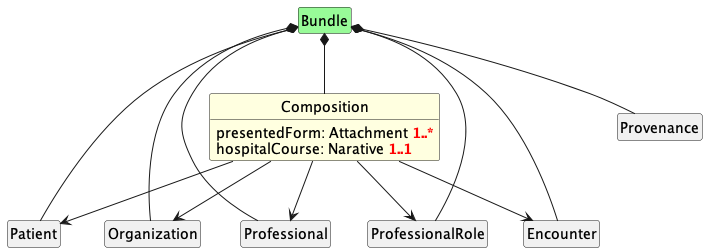 Bundle
Composition
presentedForm: Attachment 1..*
hospitalCourse: Narative 1..1
Provenance
Patient
Organization
Professional
ProfessionalRole
Encounter